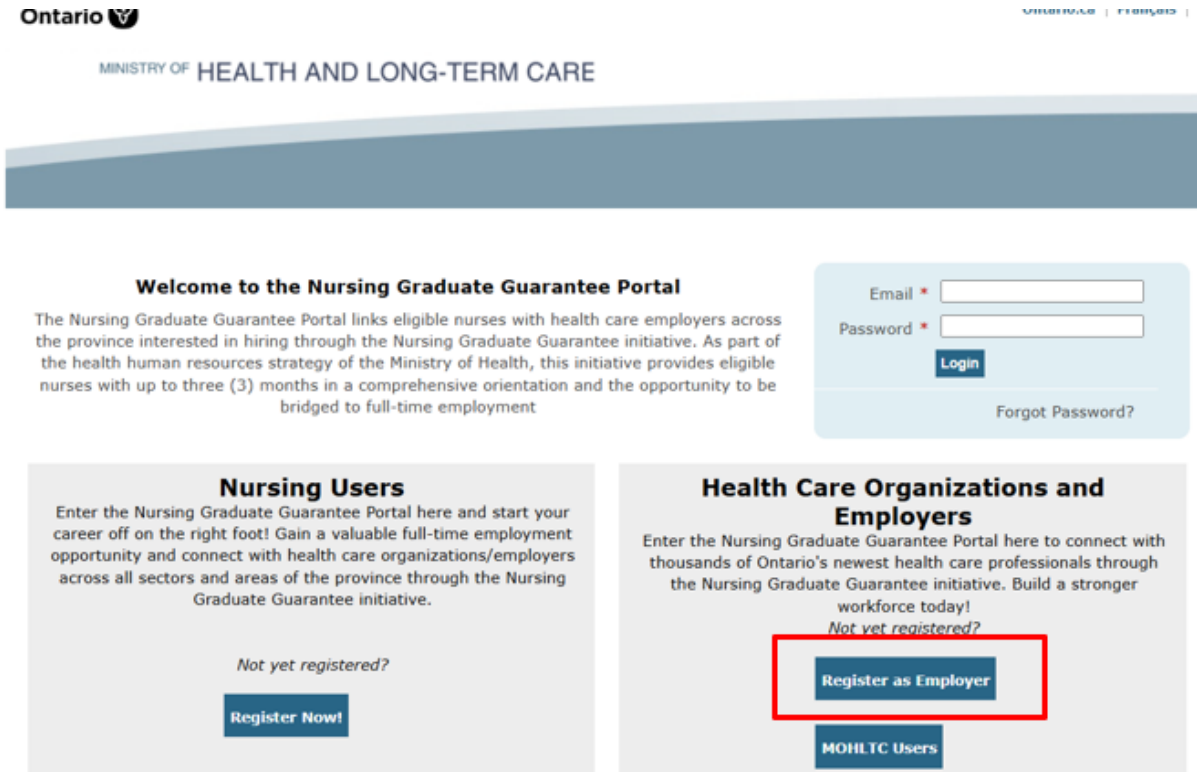 Ontario
Ontario.ca | Français |
MINISTRY OF HEALTH AND LONG-TERM CARE
Welcome to the Nursing Graduate Guarantee Portal
The Nursing Graduate Guarantee Portal links eligible nurses with health care employers across
the province interested in hiring through the Nursing Graduate Guarantee initiative. As part of
the health human resources strategy of the Ministry of Health, this initiative provides eligible
nurses with up to three (3) months in a comprehensive orientation and the opportunity to be
bridged to full-time employment
Email *
Password *
Login
Forgot Password?
Nursing Users
Enter the Nursing Graduate Guarantee Portal here and start your
career off on the right foot! Gain a valuable full-time employment
opportunity and connect with health care organizations/employers
across all sectors and areas of the province through the Nursing
Graduate Guarantee initiative.
Not yet registered?
Register Now!
Health Care Organizations and
Employers
Enter the Nursing Graduate Guarantee Portal here to connect with
thousands of Ontario's newest health care professionals through
the Nursing Graduate Guarantee initiative. Build a stronger
workforce today!
Not yet registered?
Register as Employer
MOHLTC Users